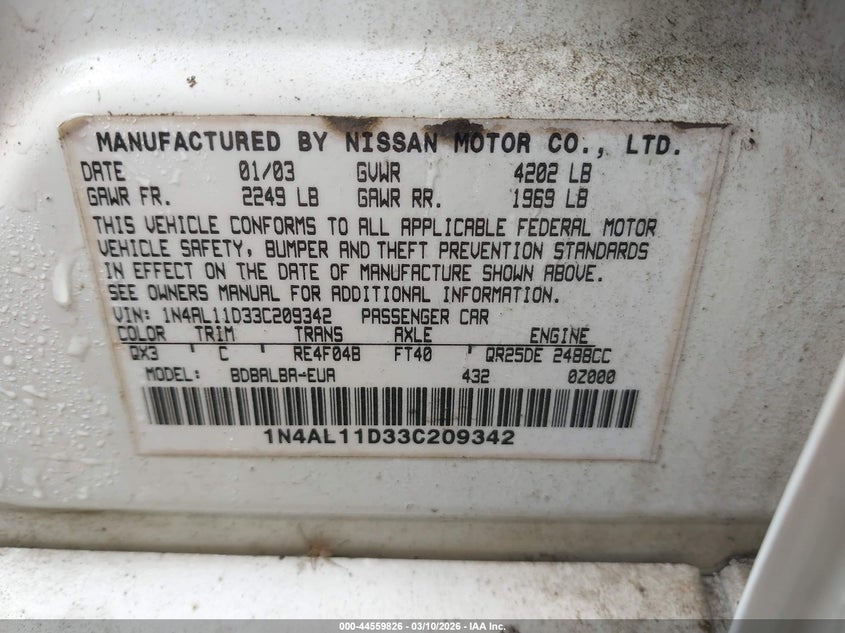 MANUFACTURED BY NISSAN MOTOR CO., LTD.
DATE 01/03 GVWR 4202 LB
GAWR FR. 2249 LB GAWR RR. 1969 LB
THIS VEHICLE CONFORMS TO ALL APPLICABLE FEDERAL MOTOR
VEHICLE SAFETY, BUMPER AND THEFT PREVENTION STANDARDS
IN EFFECT ON THE DATE OF MANUFACTURE SHOWN ABOVE.
SEE OWNERS MANUAL FOR ADDITIONAL INFORMATION.
VIN: 1N4AL11D33C209342 PASSENGER CAR
COLOR TRIM TRANS AXLE ENGINE
QX3 ' C ' RE4F04B FT40 ' QR25DE 2488CC
MODEL: BDBALBA-EUA 432 0Z000
1N4AL11D33C209342
000-44559826 - 03/10/2026 - IAA Inc.